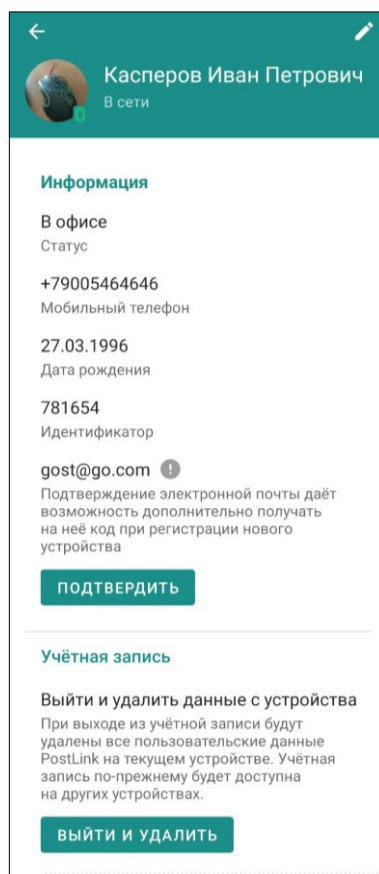 Касперов Иван Петрович
В сети
Информация
В офисе
Статус
+79005464646
Мобильный телефон
27.03.1996
Дата рождения
781654
Идентификатор
gost@go.com
Подтверждение электронной почты даёт
возможность дополнительно получать
на неё код при регистрации нового
устройства
ПОДТВЕРДИТЬ
Учётная запись
Выйти и удалить данные с устройства
При выходе из учётной записи будут
удалены все пользовательские данные
PostLink на текущем устройстве. Учётная
запись по-прежнему будет доступна
на других устройствах.
ВЫЙТИ И УДАЛИТЬ